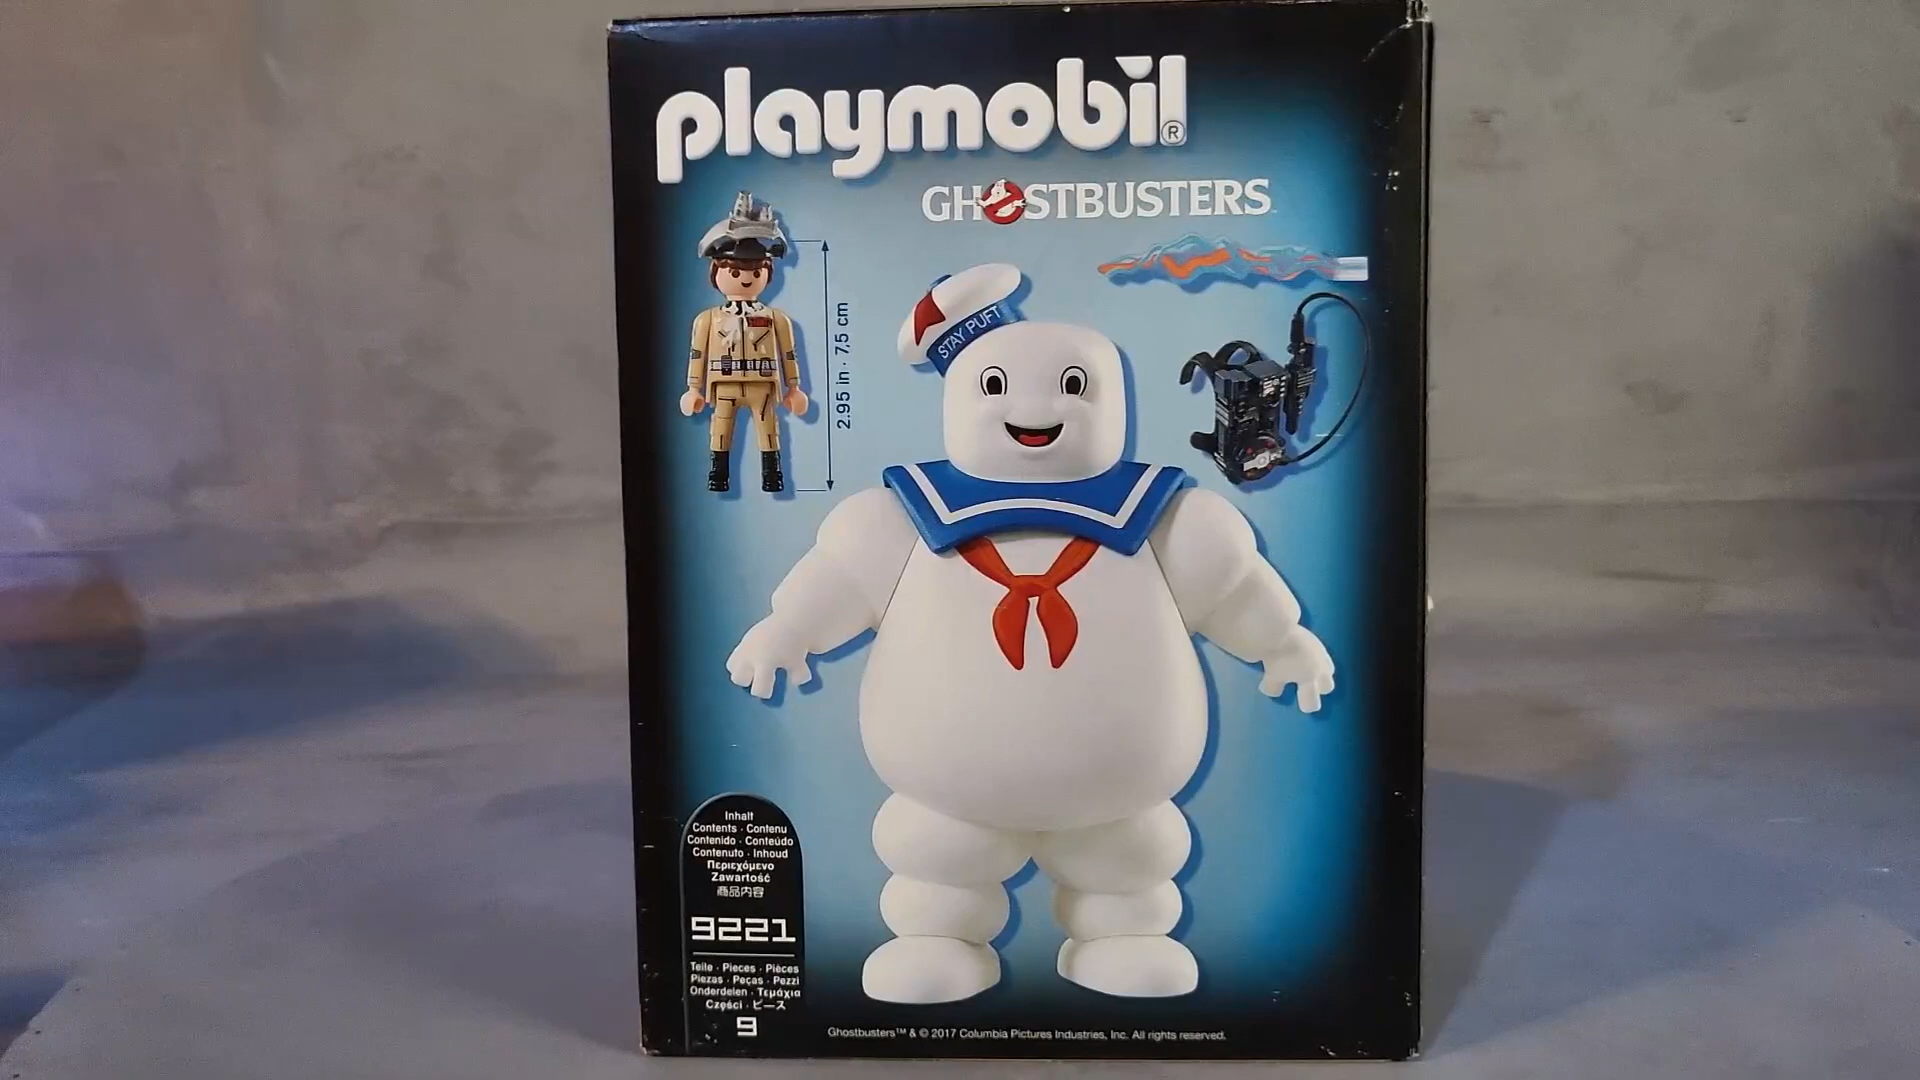 playmobil®
GHOSTBUSTERS™
STAY PUFT
2.95 in · 7,5 cm
Inhalt
Contents · Contenu
Contenido · Conteúdo
Contenuto · Inhoud
Περιεχόμενο
Zawartość
商品内容
9221
Teile · Pieces · Pièces
Piezas · Peças · Pezzi
Onderdelen · Τεμάχια
Części · ピース
9
Ghostbusters™ & © 2017 Columbia Pictures Industries, Inc. All rights reserved.